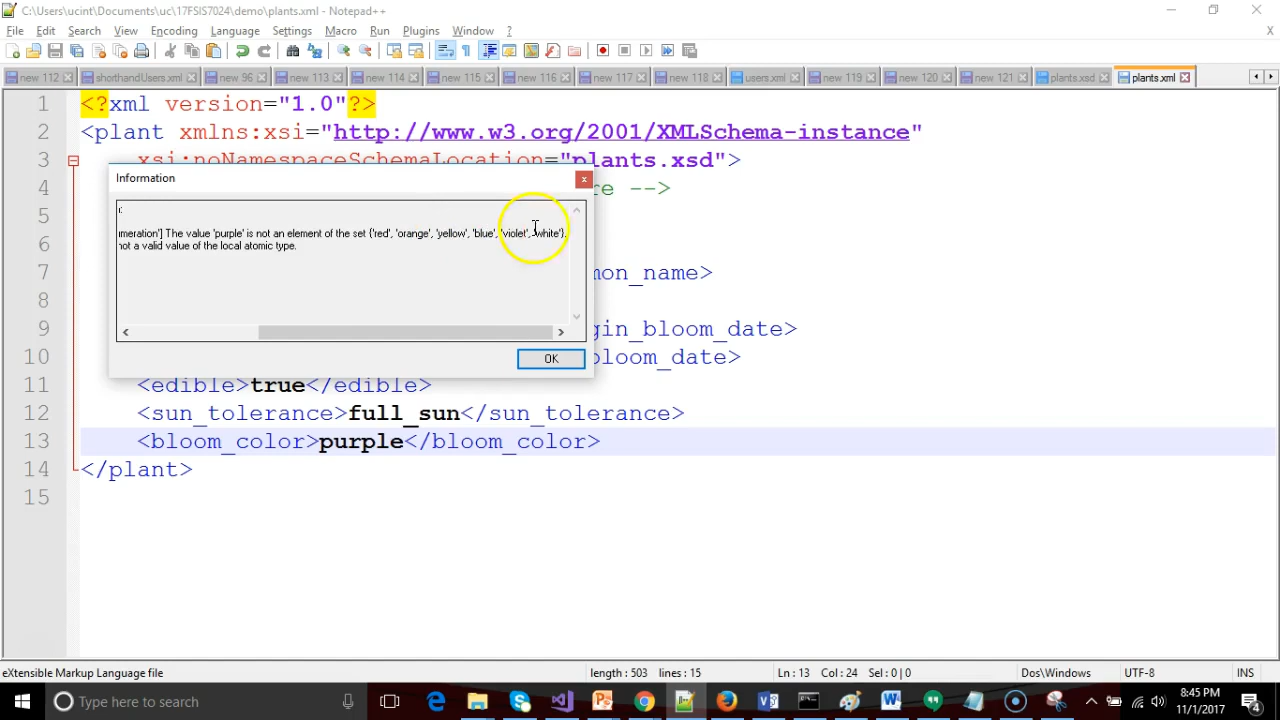 C:\Users\ucint\Documents\uc\17FSIS7024\demo\plants.xml - Notepad++
File Edit Search View Encoding Language Settings Macro Run Plugins Window ?
X
new 112 shorthandUsers.xml new 96 new 113 new 114 new 115 new 116 new 117 new 118 users.xml new 119 new 120 new 121 plants.xsd plants.xml
1 <?xml version="1.0"?>
2 <plant xmlns:xsi="http://www.w3.org/2001/XMLSchema-instance"
3 xsi:noNamespaceSchemaLocation="plants.xsd">
4 re -->
5
6
7 mon_name>
8
9 gin_bloom_date>
10 bloom_date>
11 <edible>true</edible>
12 <sun_tolerance>full_sun</sun_tolerance>
13 <bloom_color>purple</bloom_color>
14 </plant>
15
Information
meration'] The value 'purple' is not an element of the set {'red', 'orange', 'yellow', 'blue', 'violet', 'white'}.
not a valid value of the local atomic type.
OK
eXtensible Markup Language file length : 503 lines : 15 Ln : 13 Col : 24 Sel : 0 | 0 Dos\Windows UTF-8 INS
Type here to search
8:45 PM
11/1/2017
4